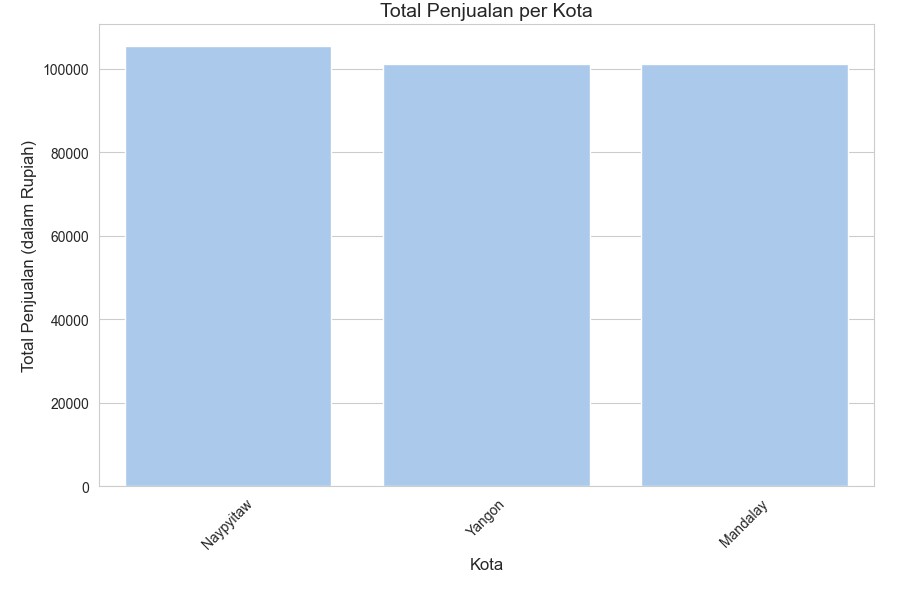 Total Penjualan per Kota
Total Penjualan (dalam Rupiah)
100000
80000
60000
40000
20000
0
Naypyitaw
Yangon
Mandalay
Kota